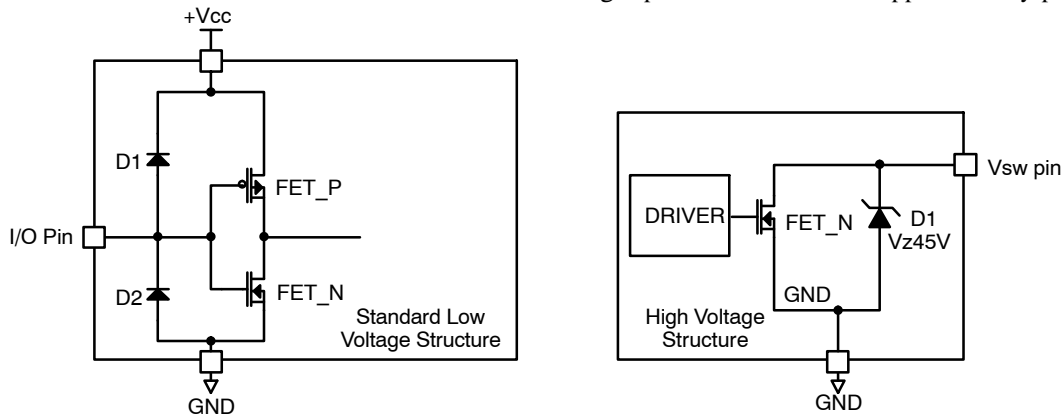 +Vcc
D1
FET_P
I/O Pin
D2
FET_N
Standard Low
Voltage Structure
GND
Vsw pin
DRIVER
FET_N
D1
Vz45V
GND
High Voltage
Structure
GND